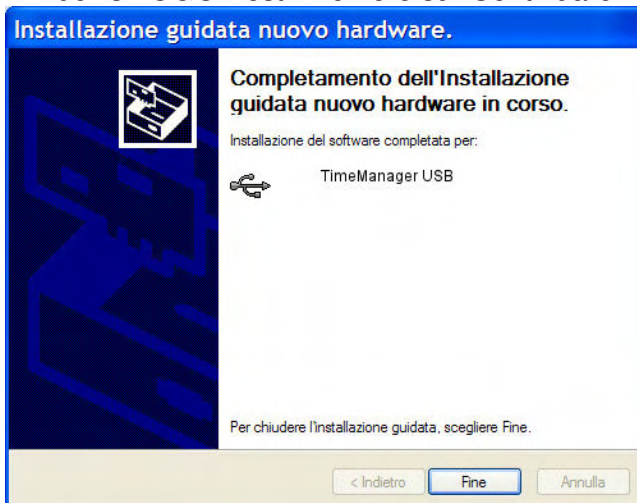 Installazione guidata nuovo hardware.
Completamento dell'Installazione
guidata nuovo hardware in corso.
Installazione del software completata per:
TimeManager USB
Per chiudere l'installazione guidata, scegliere Fine.
< Indietro Fine Annulla